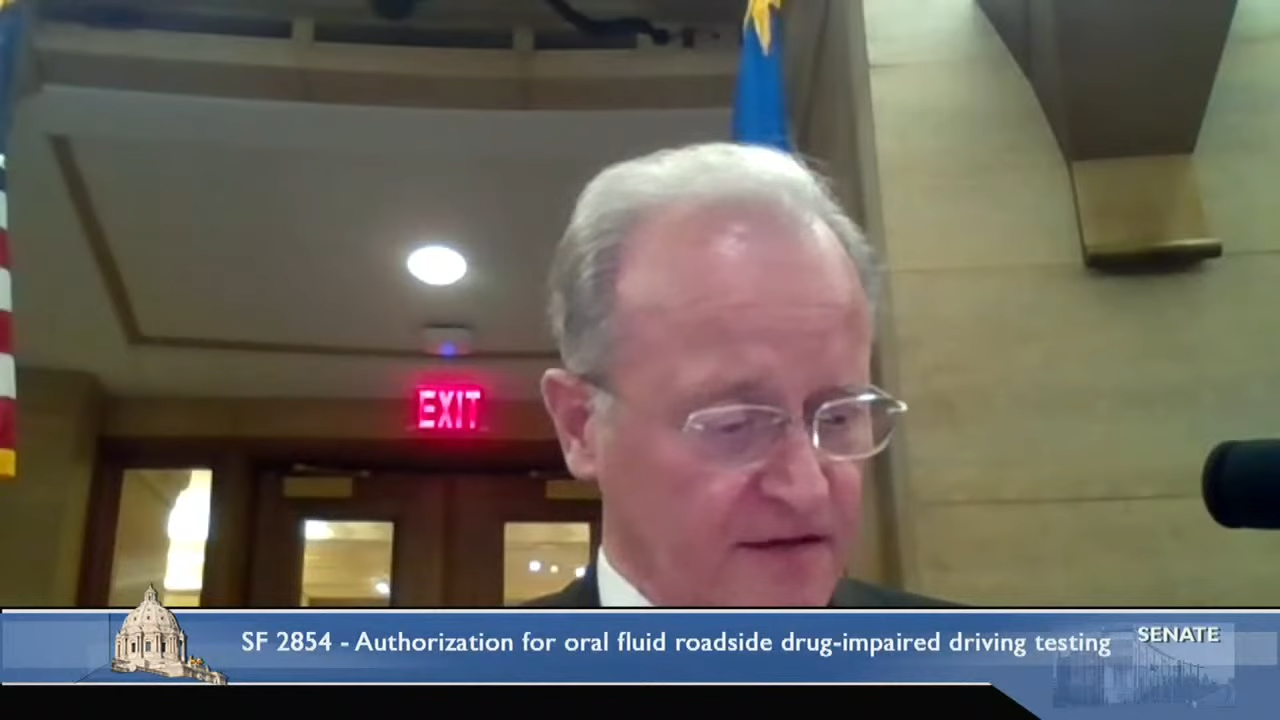 EXIT
SF 2854 - Authorization for oral fluid roadside drug-impaired driving testing
SENATE